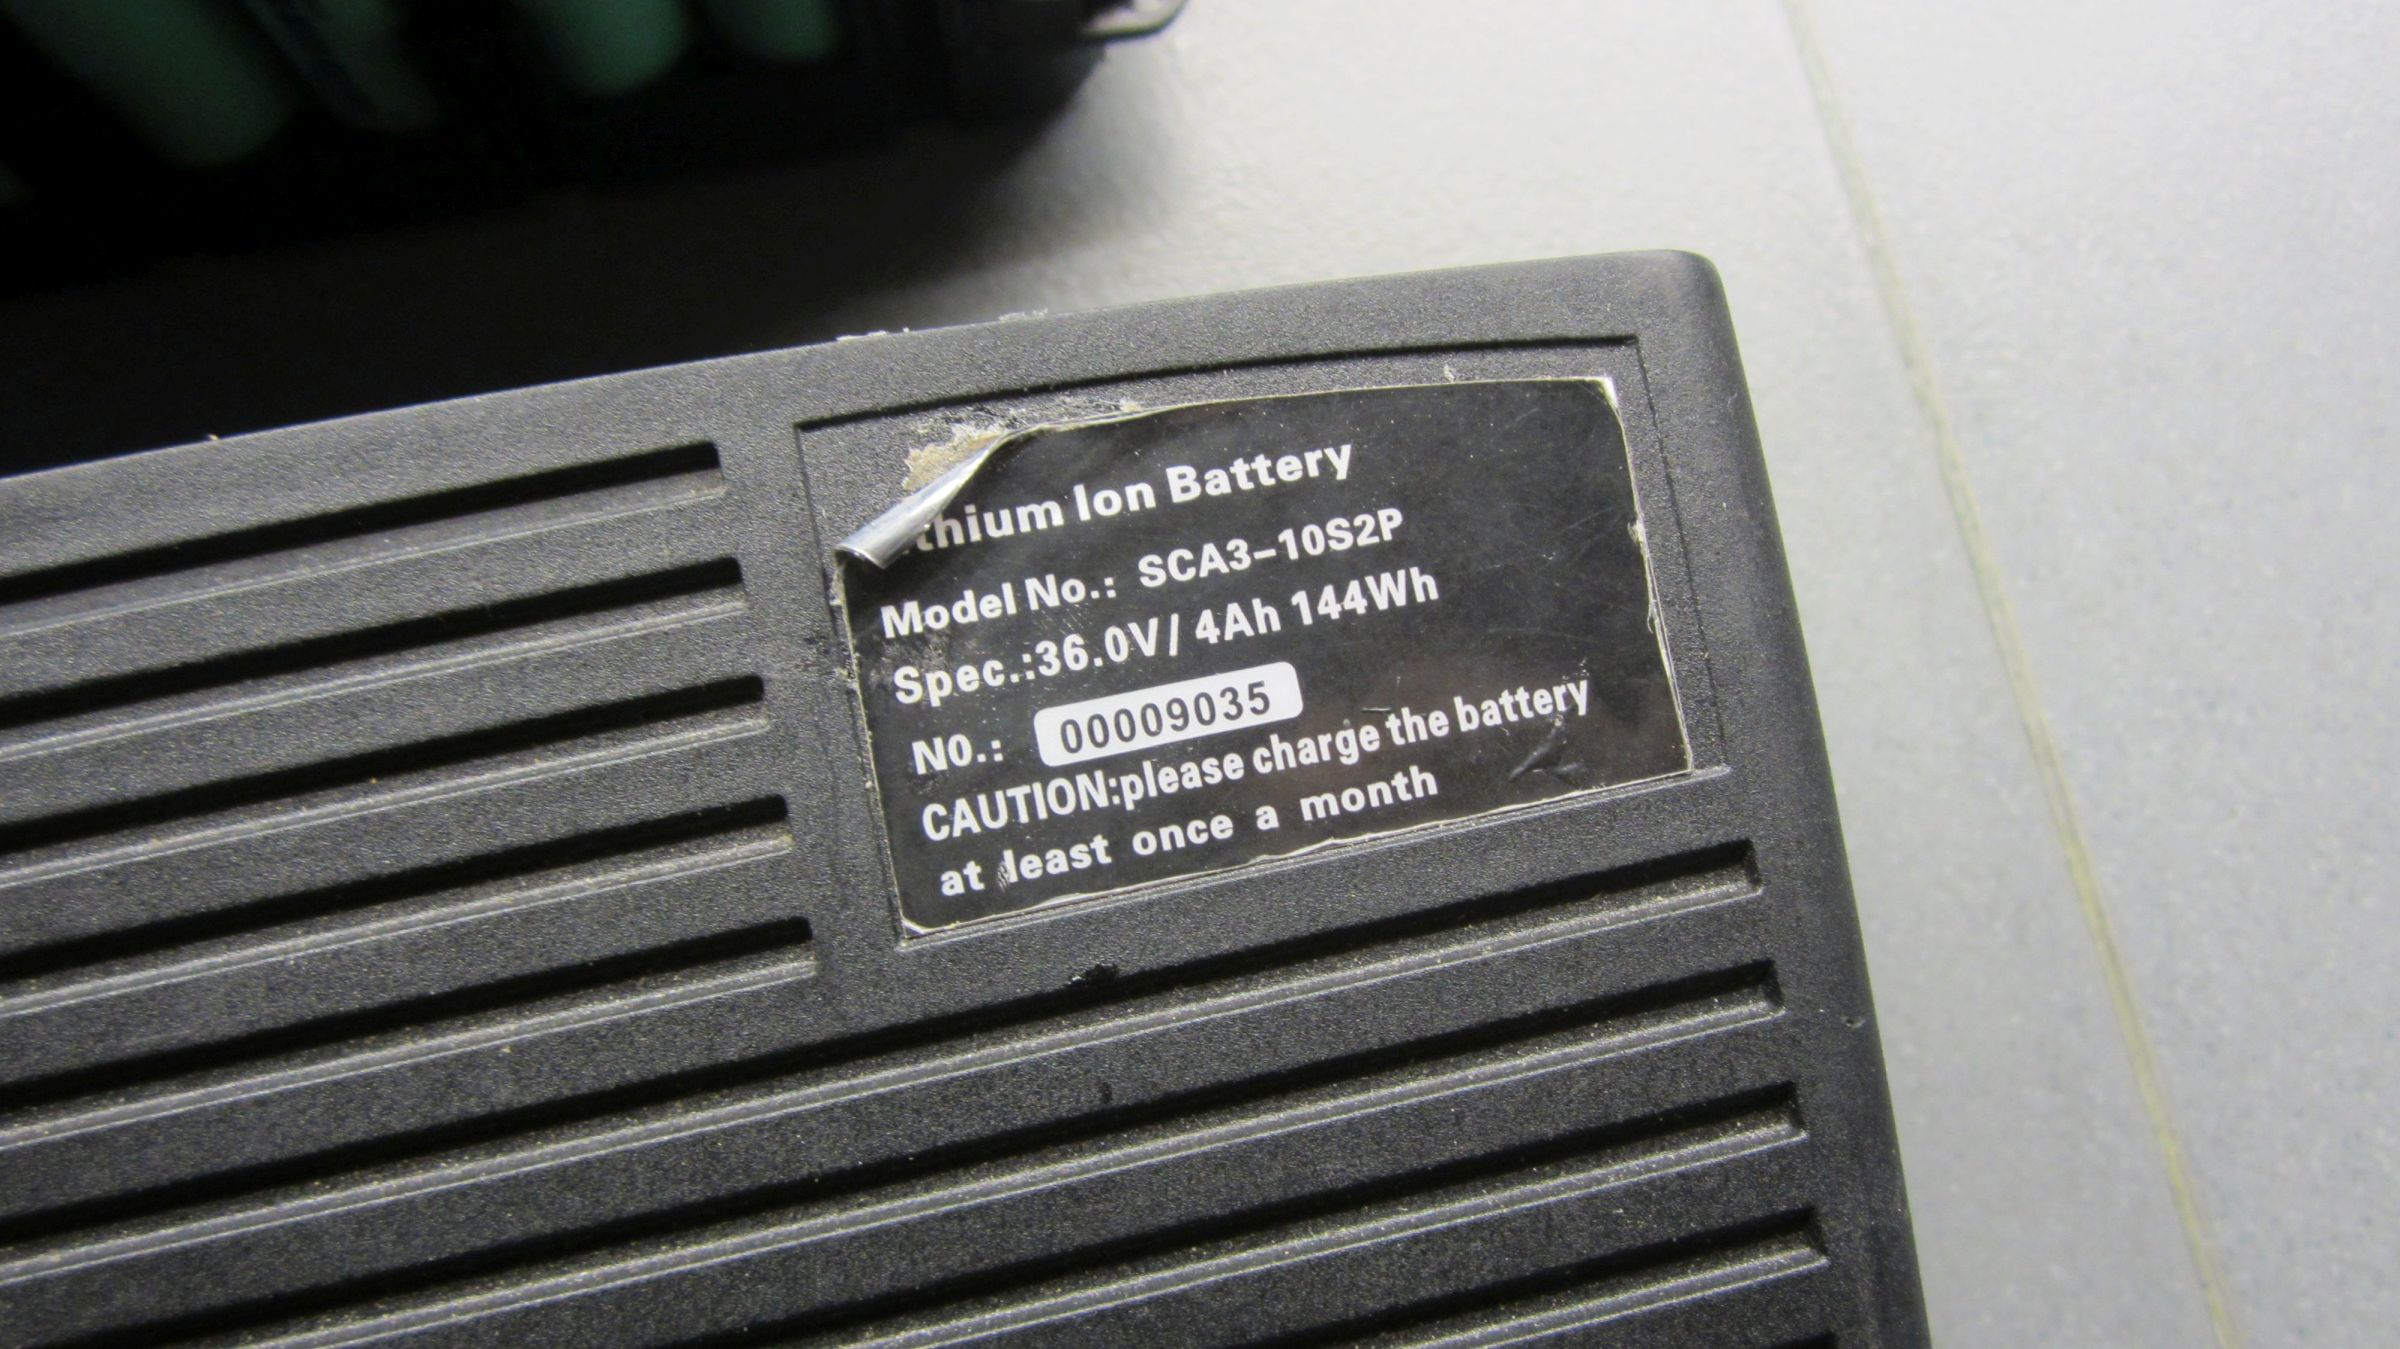 thium Ion Battery
Model No.: SCA3-10S2P
Spec.:36.0V/ 4Ah 144Wh
No.: 00009035
CAUTION:please charge the battery
at least once a month